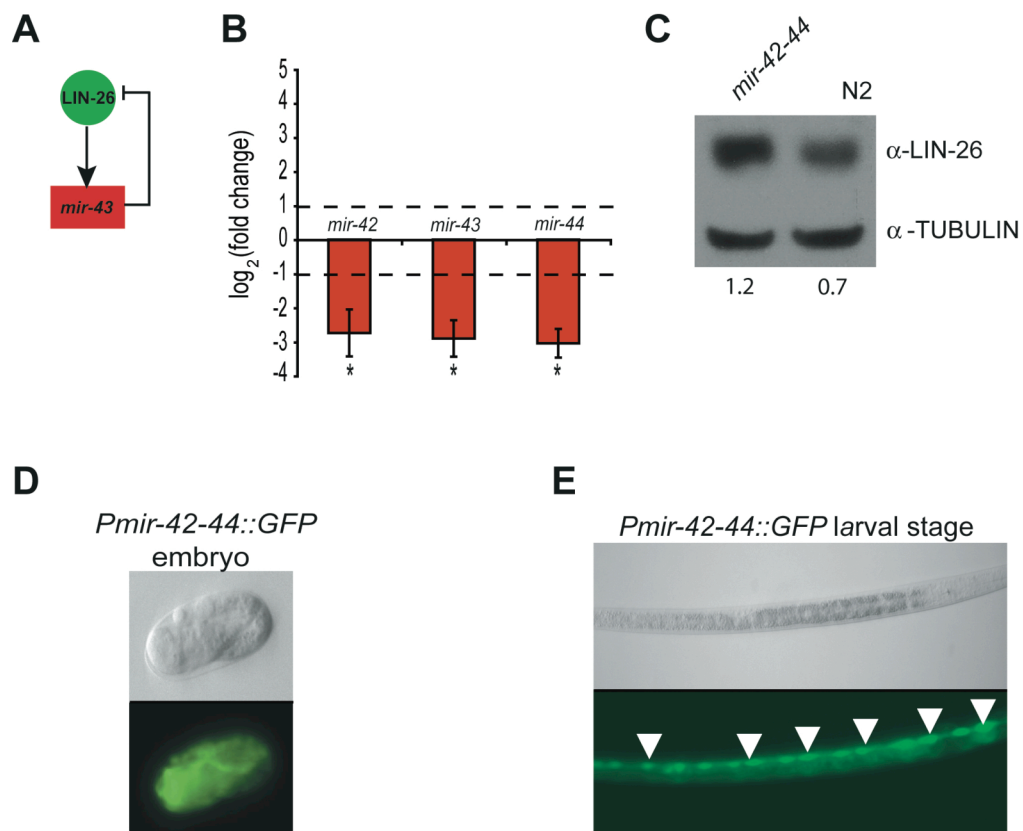 A
LIN-26
mir-43
B
log2(fold change)
5
4
3
2
1
0
-1
-2
-3
-4
mir-42
mir-43
mir-44
*
*
*
C
mir-42-44
N2
α-LIN-26
α -TUBULIN
1.2
0.7
D
Pmir-42-44::GFP
embryo
E
Pmir-42-44::GFP larval stage